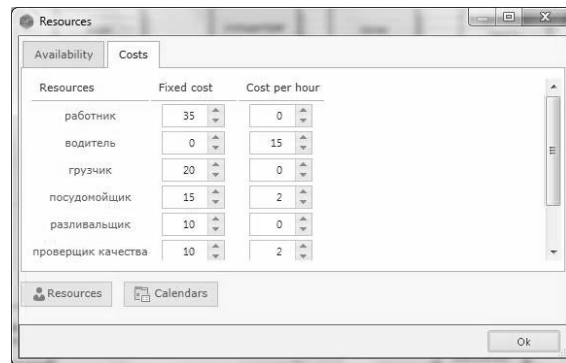 Resources
Availability Costs
Resources Fixed cost Cost per hour
работник 35 0
водитель 0 15
грузчик 20 0
посудомойщик 15 2
разливальщик 10 0
проверщик качества 10 2
Resources Calendars
Ok